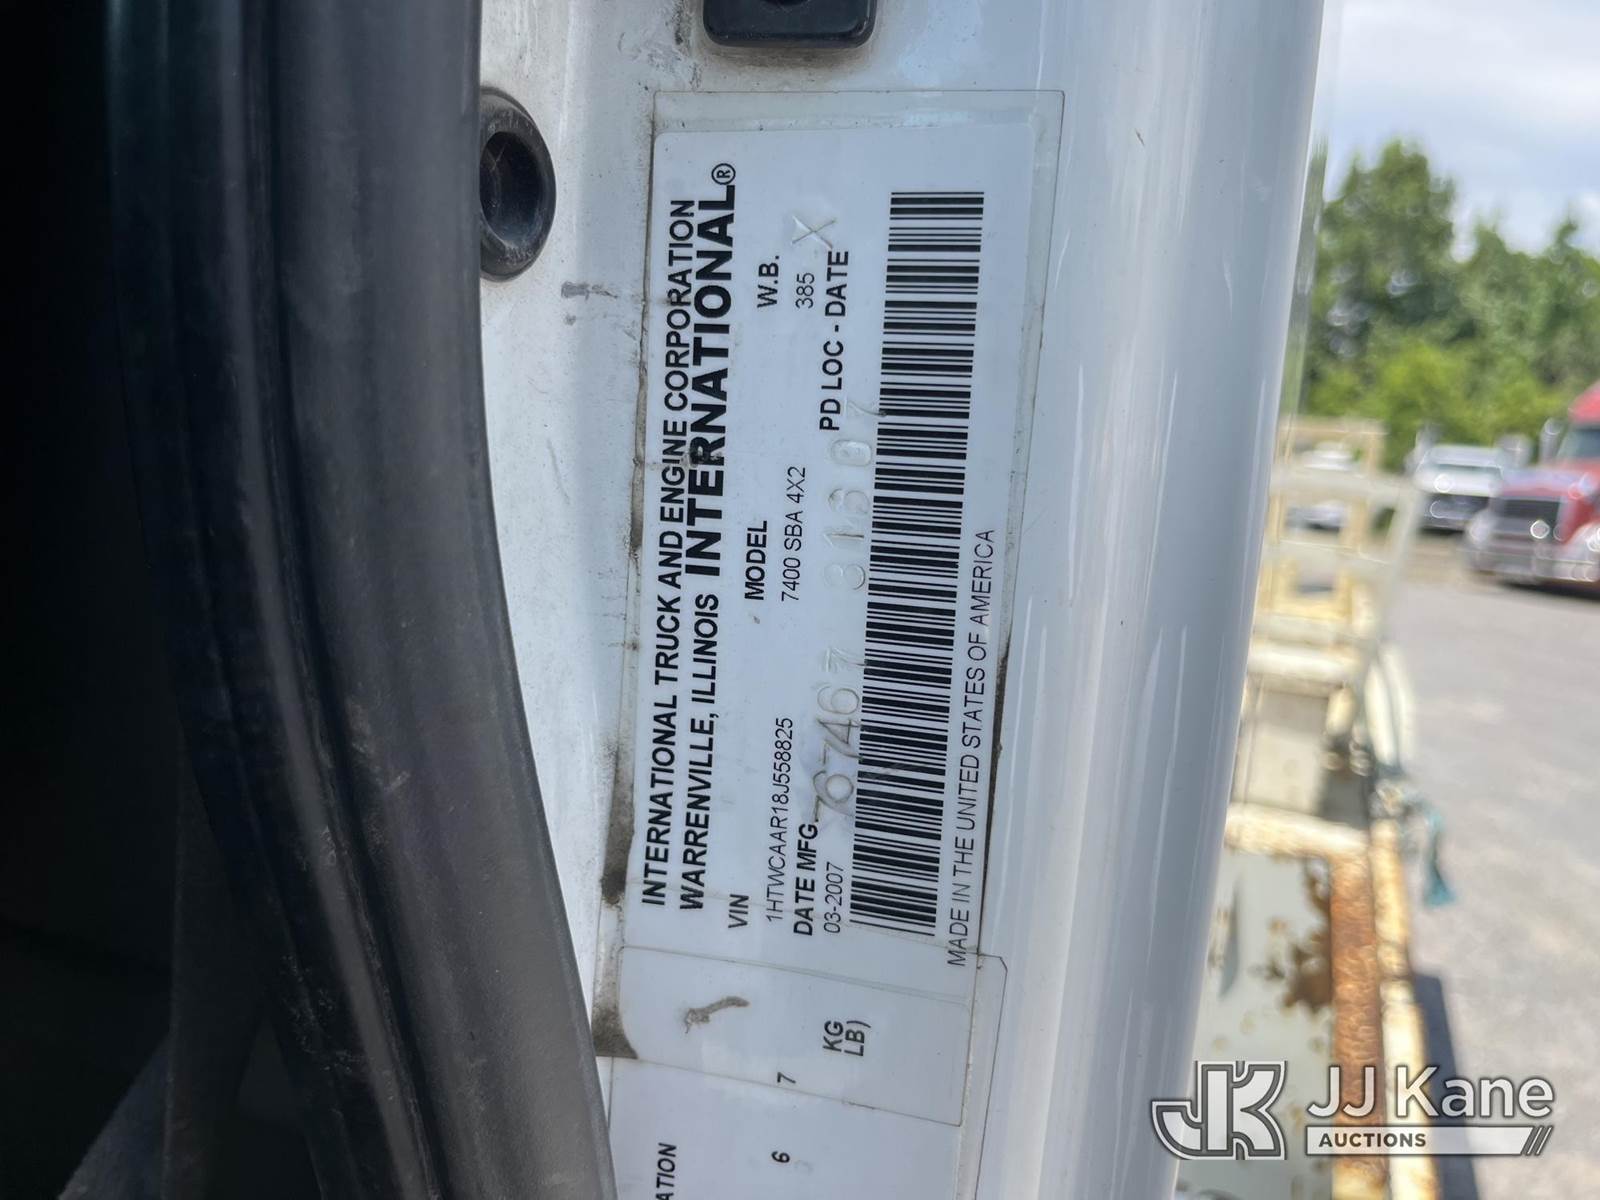 INTERNATIONAL TRUCK AND ENGINE CORPORATION
WARRENVILLE, ILLINOIS INTERNATIONAL®
VIN MODEL W.B.
1HTWCAAR18J558825 7400 SBA 4X2 385 X
DATE MFG. PD LOC - DATE
03-2007
MADE IN THE UNITED STATES OF AMERICA
KG
LB)
6 7
JK JJ Kane
AUCTIONS